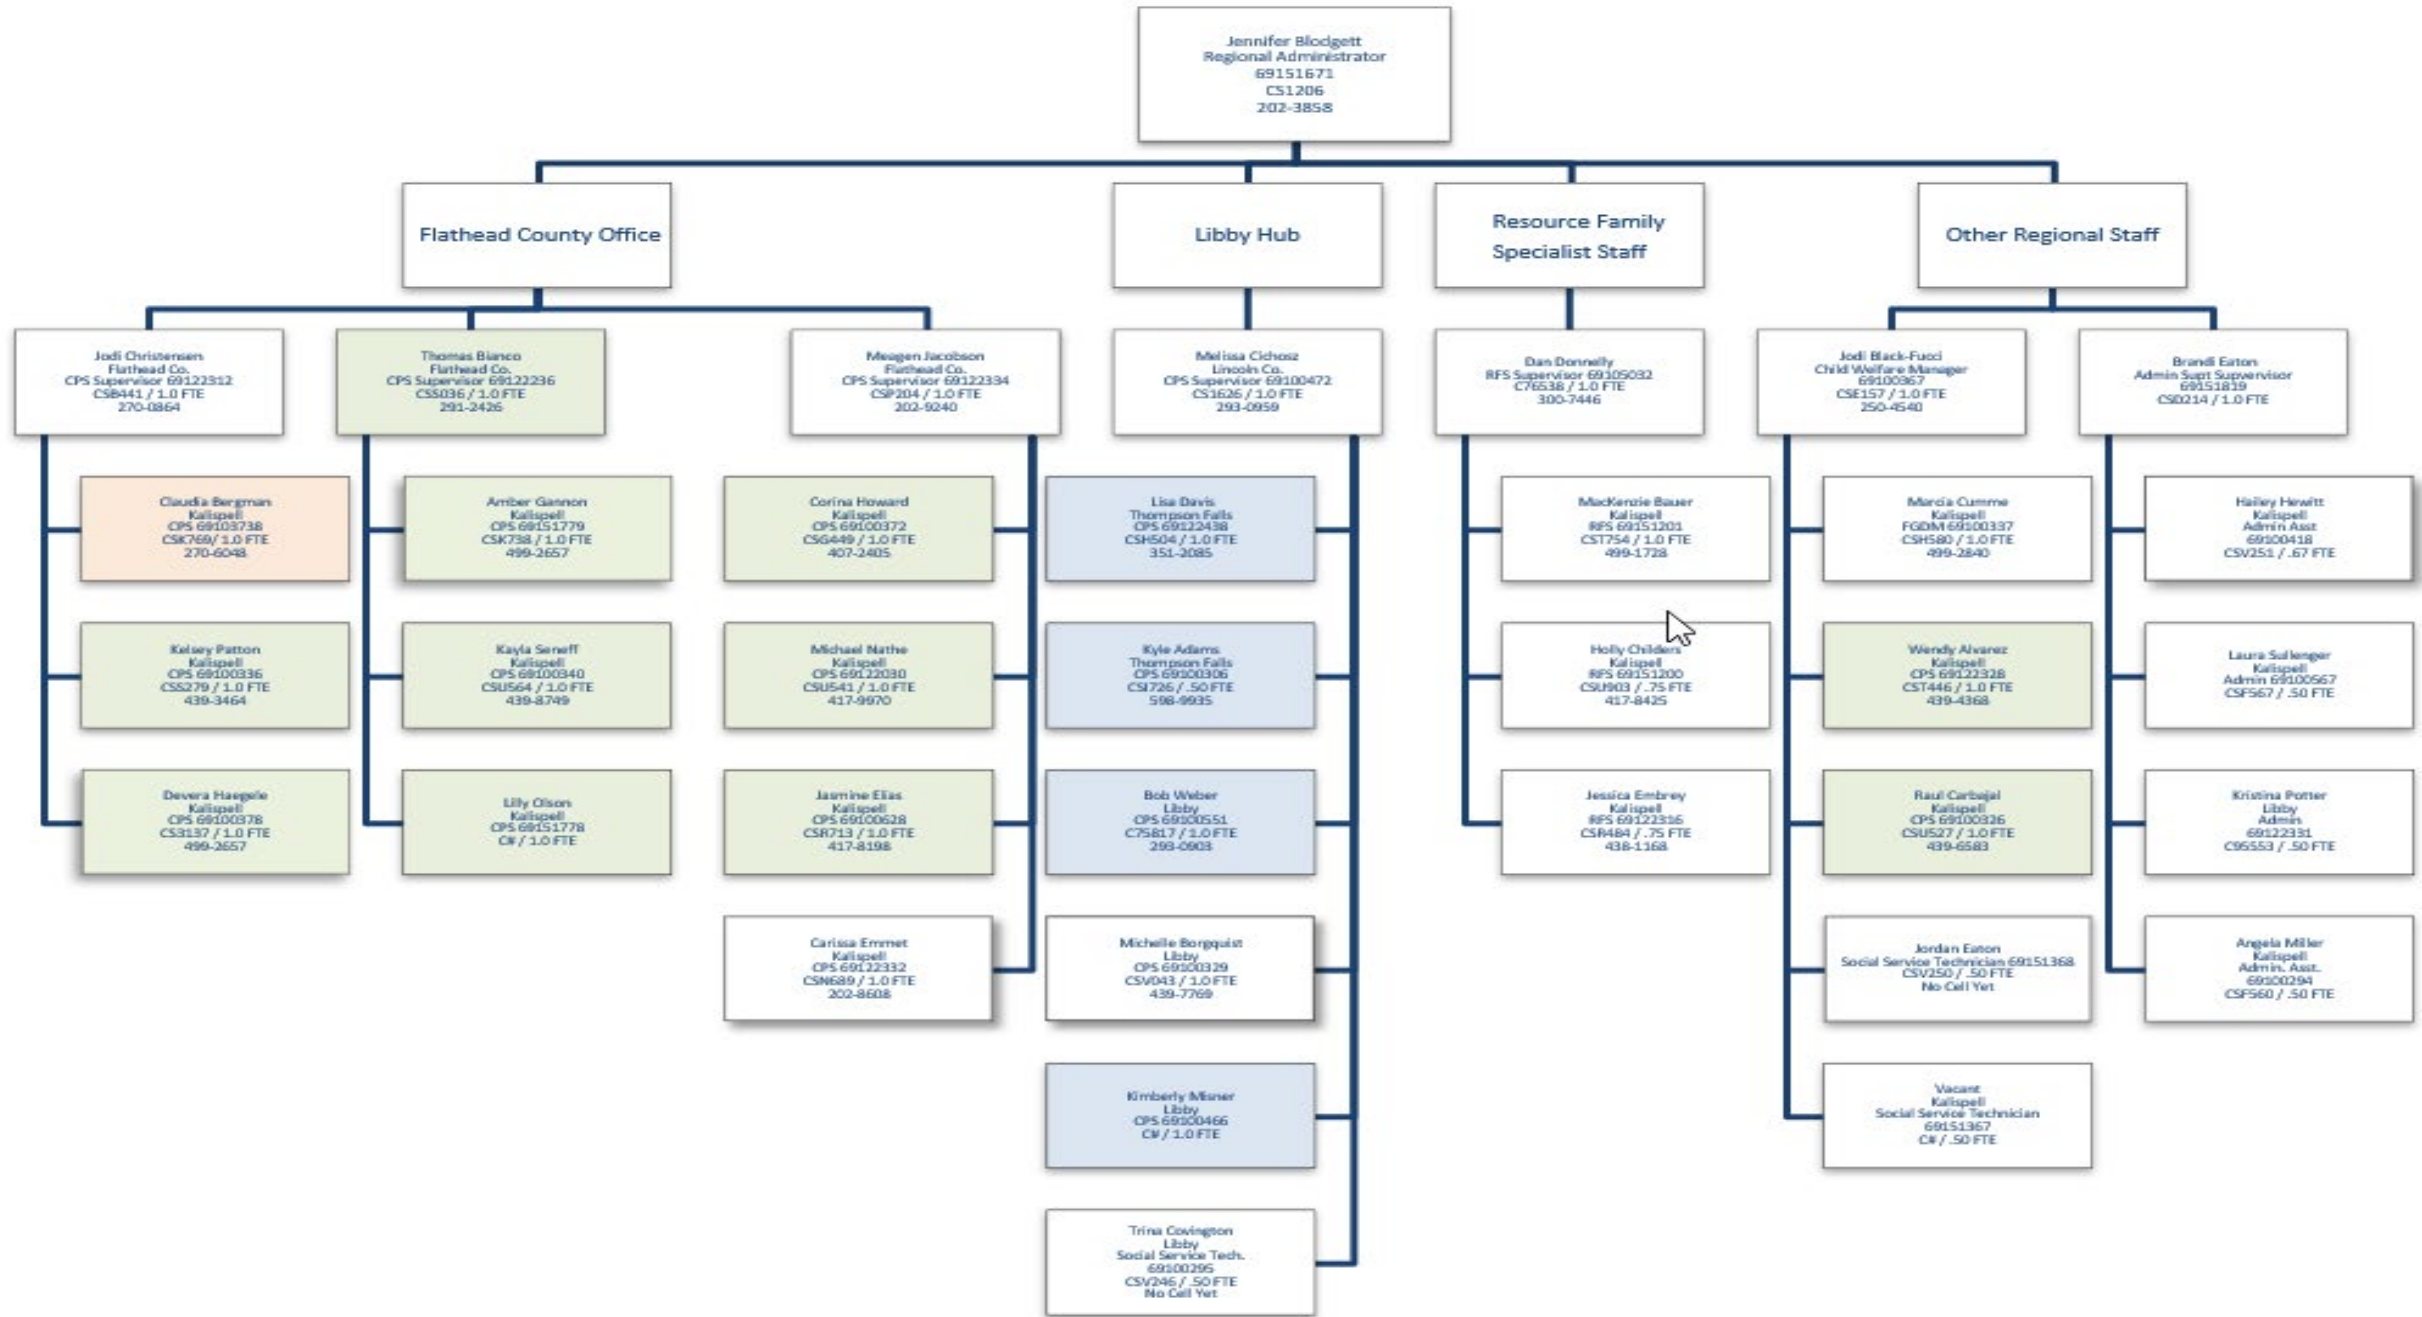 Jennifer Blodgett
Regional Administrator
69151671
CS1206
202-3858
Flathead County Office
Libby Hub
Resource Family
Specialist Staff
Other Regional Staff
Jodi Christensen
Flathead Co.
CPS Supervisor 69122312
CSB441 / 1.0 FTE
270-0864
Thomas Bianco
Flathead Co.
CPS Supervisor 69122236
CSS036 / 1.0 FTE
291-2426
Meagen Jacobson
Flathead Co.
CPS Supervisor 69122334
CSP204 / 1.0 FTE
202-9240
Melissa Cichosz
Lincoln Co.
CPS Supervisor 69100472
CS1626 / 1.0 FTE
293-0959
Dan Donnelly
RFS Supervisor 69105032
C76538 / 1.0 FTE
300-7446
Jodi Black-Fucci
Child Welfare Manager
69100367
CSE157 / 1.0 FTE
250-4540
Brandi Eaton
Admin Supt Supvervisor
69151819
CSD214 / 1.0 FTE
Claudia Bergman
Kalispell
CPS 69103738
CSK769/ 1.0 FTE
270-6048
Amber Gannon
Kalispell
CPS 69151779
CSK738 / 1.0 FTE
499-2657
Corina Howard
Kalispell
CPS 69100372
CSG449 / 1.0 FTE
407-2405
Lisa Davis
Thompson Falls
CPS 69122438
CSH504 / 1.0 FTE
351-2085
MacKenzie Bauer
Kalispell
RFS 69151201
CST754 / 1.0 FTE
499-1728
Marcia Cumme
Kalispell
FGDM 69100337
CSH580 / 1.0 FTE
499-2840
Hailey Hewitt
Kalispell
Admin Asst
69100418
CSV251 / .67 FTE
Kelsey Patton
Kalispell
CPS 69100336
CSS279 / 1.0 FTE
439-3464
Kayla Seneff
Kalispell
CPS 69100340
CSU564 / 1.0 FTE
439-8749
Michael Nathe
Kalispell
CPS 69122030
CSU541 / 1.0 FTE
417-9970
Kyle Adams
Thompson Falls
CPS 69100306
CSI726 / .50 FTE
598-9935
Holly Childers
Kalispell
RFS 69151200
CSU903 / .75 FTE
417-8425
Wendy Alvarez
Kalispell
CPS 69122328
CST446 / 1.0 FTE
439-4368
Laura Sullenger
Kalispell
Admin 69100567
CSF567 / .50 FTE
Devera Haegele
Kalispell
CPS 69100378
CS3137 / 1.0 FTE
499-2657
Lilly Olson
Kalispell
CPS 69151778
C# / 1.0 FTE
Jasmine Elias
Kalispell
CPS 69100628
CSR713 / 1.0 FTE
417-8198
Bob Weber
Libby
CPS 69100551
C75817 / 1.0 FTE
293-0903
Jessica Embrey
Kalispell
RFS 69122316
CSR484 / .75 FTE
438-1168
Raul Carbajal
Kalispell
CPS 69100326
CSU527 / 1.0 FTE
439-6583
Kristina Potter
Libby
Admin
69122331
C95553 / .50 FTE
Carissa Emmet
Kalispell
CPS 69122332
CSN689 / 1.0 FTE
202-8608
Michelle Borgquist
Libby
CPS 69100329
CSV043 / 1.0 FTE
439-7769
Jordan Eaton
Social Service Technician 69151368
CSV250 / .50 FTE
No Cell Yet
Angela Miller
Kalispell
Admin. Asst.
69100294
CSF560 / .50 FTE
Kimberly Misner
Libby
CPS 69100466
C# / 1.0 FTE
Vacant
Kalispell
Social Service Technician
69151367
C# / .50 FTE
Trina Covington
Libby
Social Service Tech.
69100295
CSV246 / .50 FTE
No Cell Yet